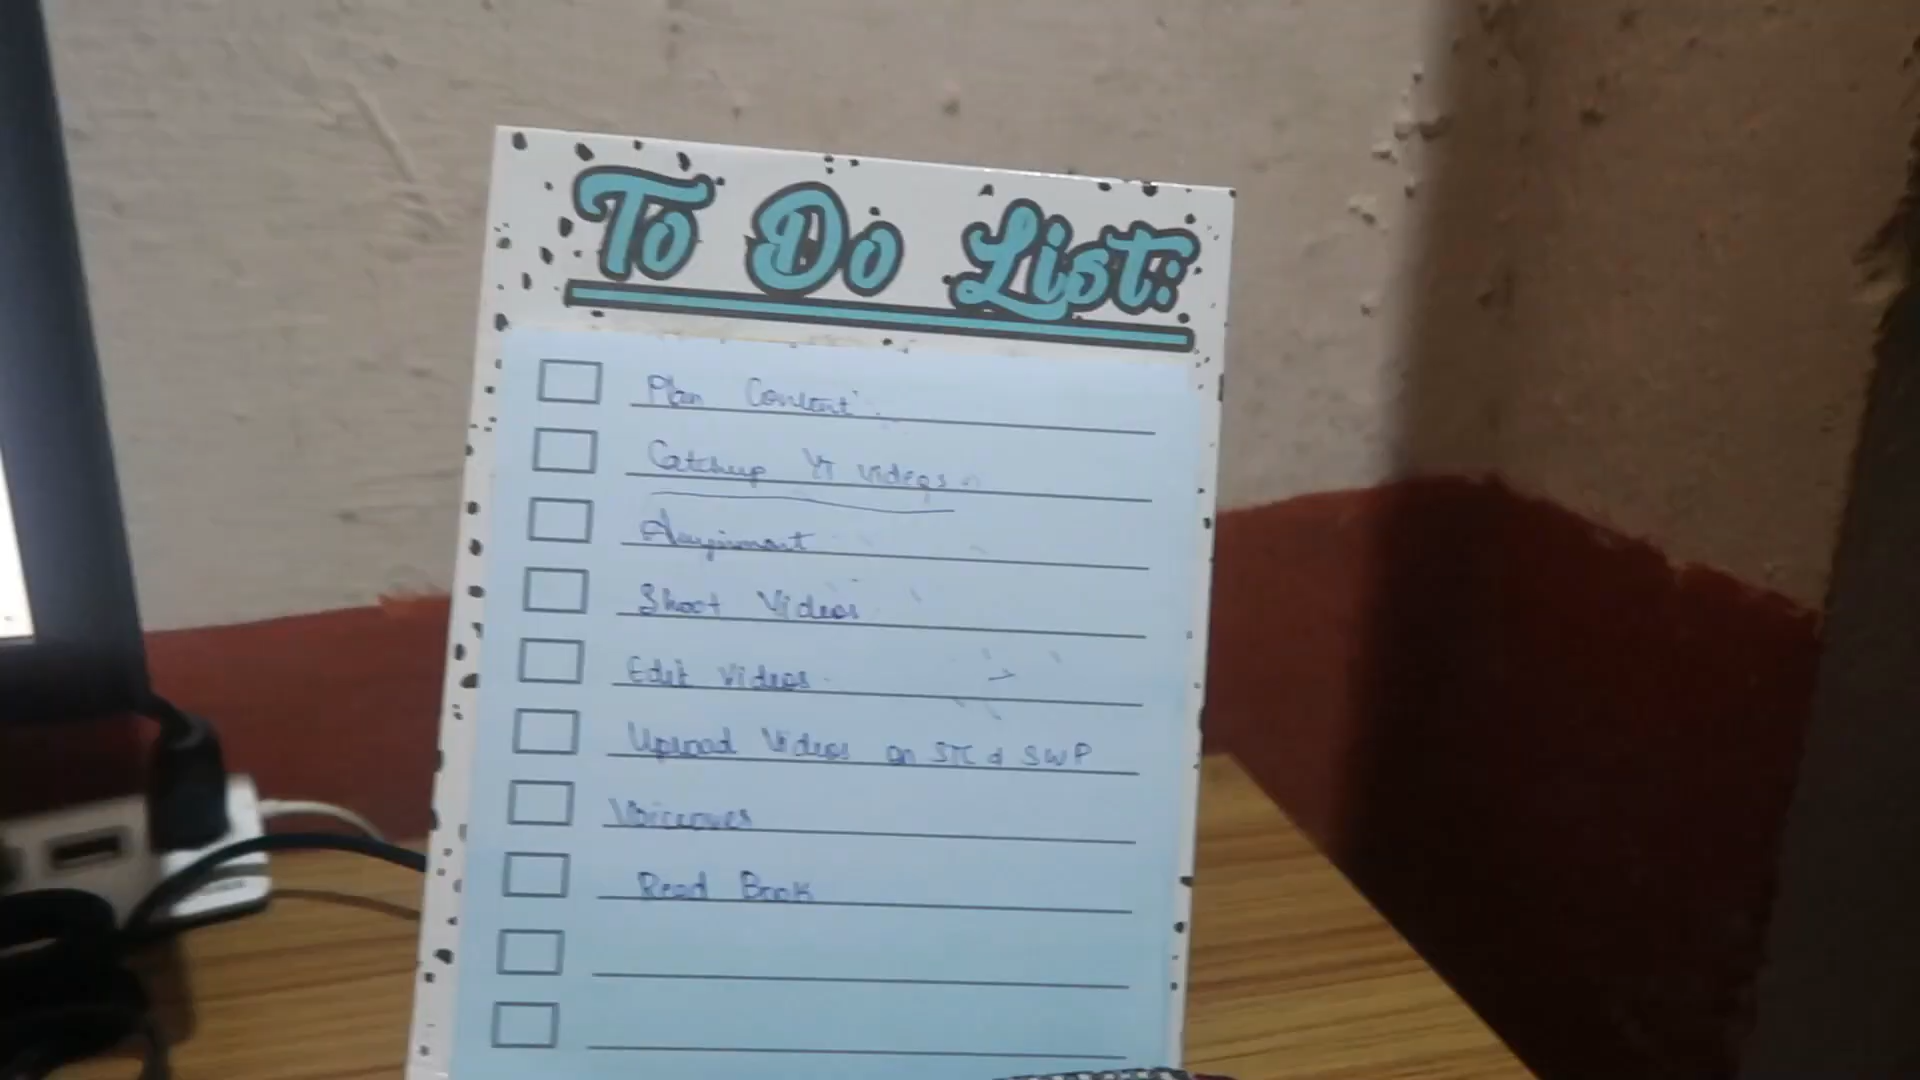 To Do List:
Plan Content
Catchup YT Videos
Assignment
Shoot Videos
Edit Videos
Upload Videos on STC & SWP
Voiceover
Read Book